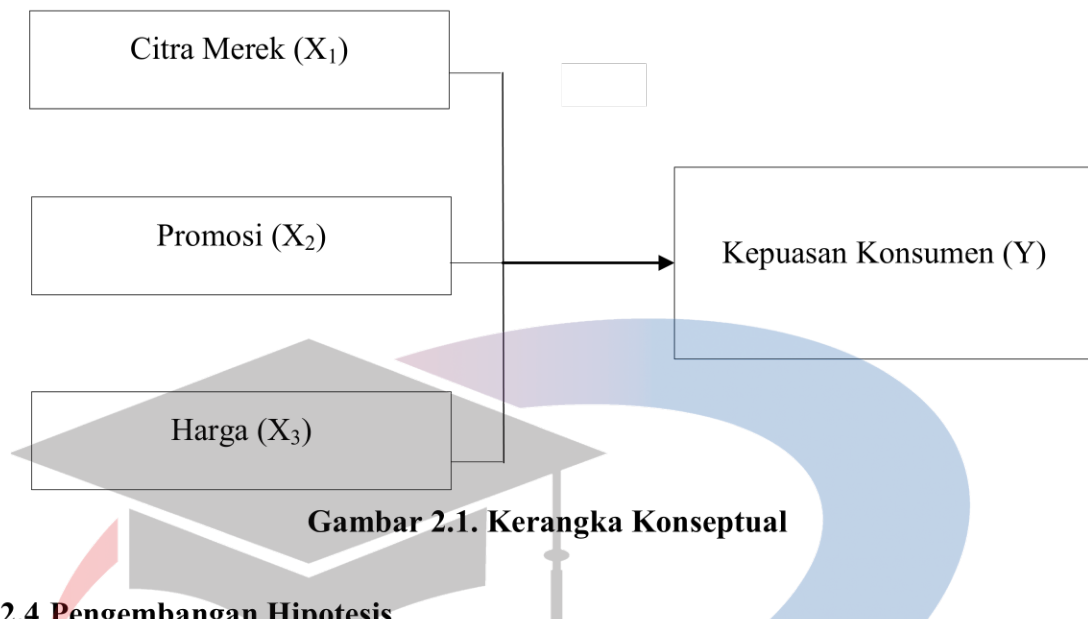 Citra Merek (X₁)
Promosi (X₂)
Kepuasan Konsumen (Y)
Harga (X₃)
Gambar 2.1. Kerangka Konseptual
2.4 Pengembangan Hipotesis